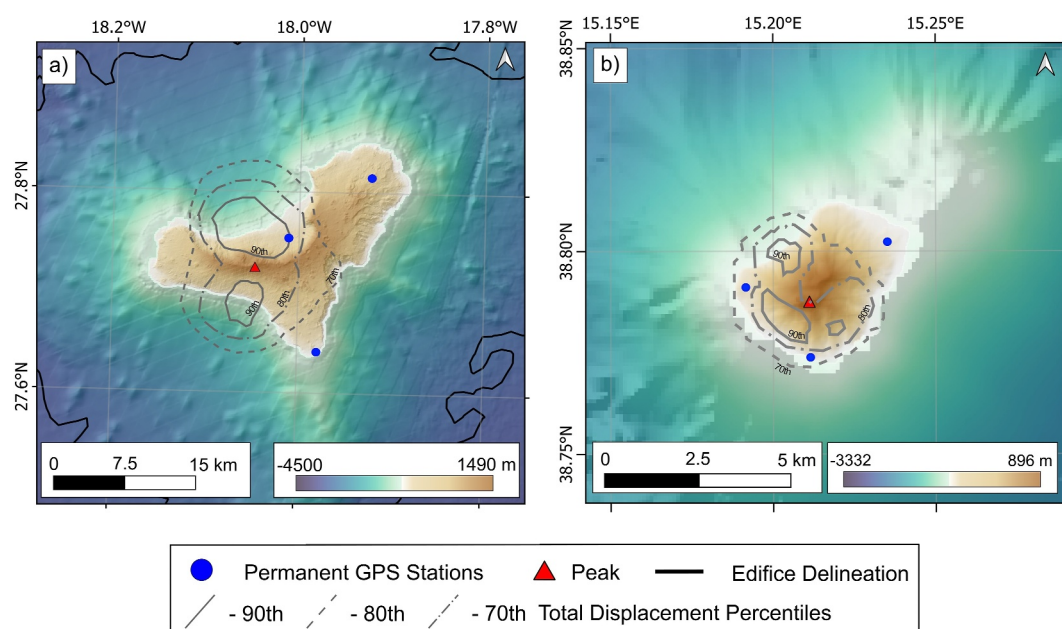 18.2°W 18.0°W 17.8°W
a)
27.8°N
27.6°N
90th
90th
80th
70th
0 7.5 15 km
-4500 1490 m
15.15°E 15.20°E 15.25°E
b)
38.85°N
38.80°N
38.75°N
90th
90th
80th
70th
0 2.5 5 km
-3332 896 m
Permanent GPS Stations Peak Edifice Delineation
- 90th - 80th - 70th Total Displacement Percentiles